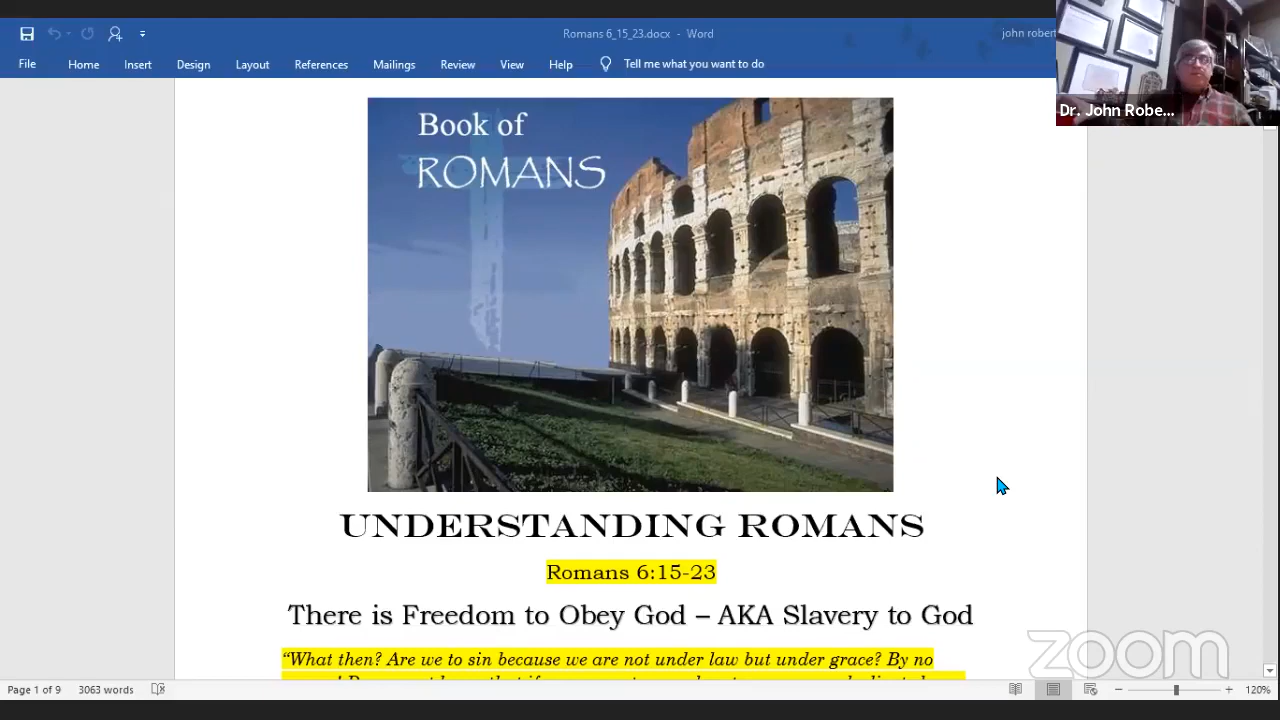 Romans 6_15_23.docx - Word
john robert
File Home Insert Design Layout References Mailings Review View Help Tell me what you want to do
Dr. John Robe...
Book of
ROMANS
UNDERSTANDING ROMANS
Romans 6:15-23
There is Freedom to Obey God – AKA Slavery to God
“What then? Are we to sin because we are not under law but under grace? By no
zoom
Page 1 of 9 3063 words
120%